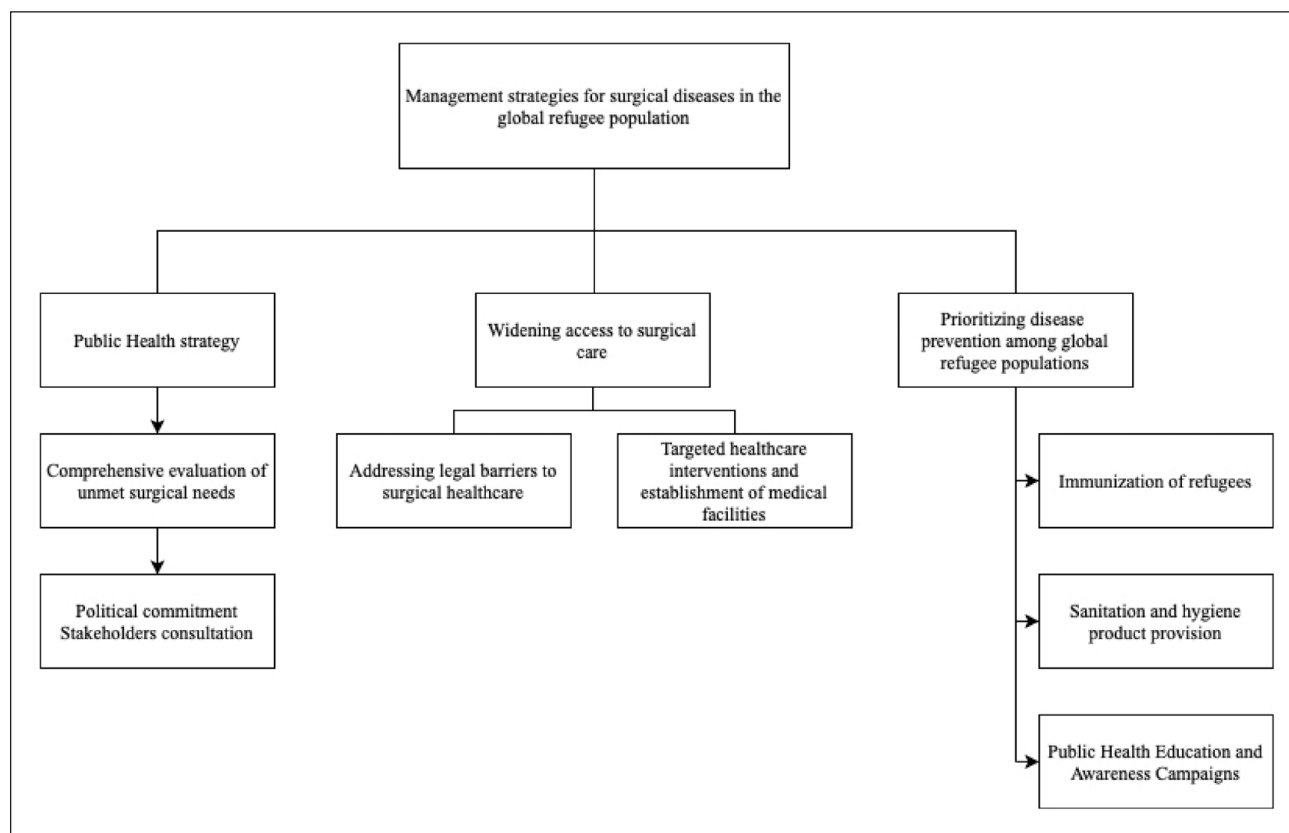 Management strategies for surgical diseases in the
global refugee population
Public Health strategy
Widening access to surgical
care
Prioritizing disease
prevention among global
refugee populations
Comprehensive evaluation of
unmet surgical needs
Addressing legal barriers to
surgical healthcare
Targeted healthcare
interventions and
establishment of medical
facilities
Immunization of refugees
Political commitment
Stakeholders consultation
Sanitation and hygiene
product provision
Public Health Education and
Awareness Campaigns